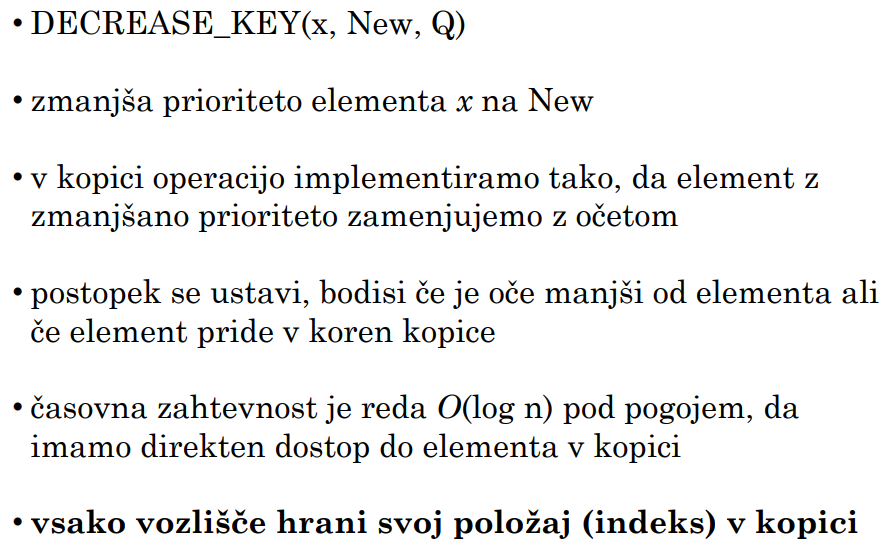 • DECREASE_KEY(x, New, Q)
• zmanjša prioriteto elementa x na New
• v kopici operacijo implementiramo tako, da element z
zmanjšano prioriteto zamenjujemo z očetom
• postopek se ustavi, bodisi če je oče manjši od elementa ali
če element pride v koren kopice
• časovna zahtevnost je reda O(log n) pod pogojem, da
imamo direkten dostop do elementa v kopici
• vsako vozlišče hrani svoj položaj (indeks) v kopici